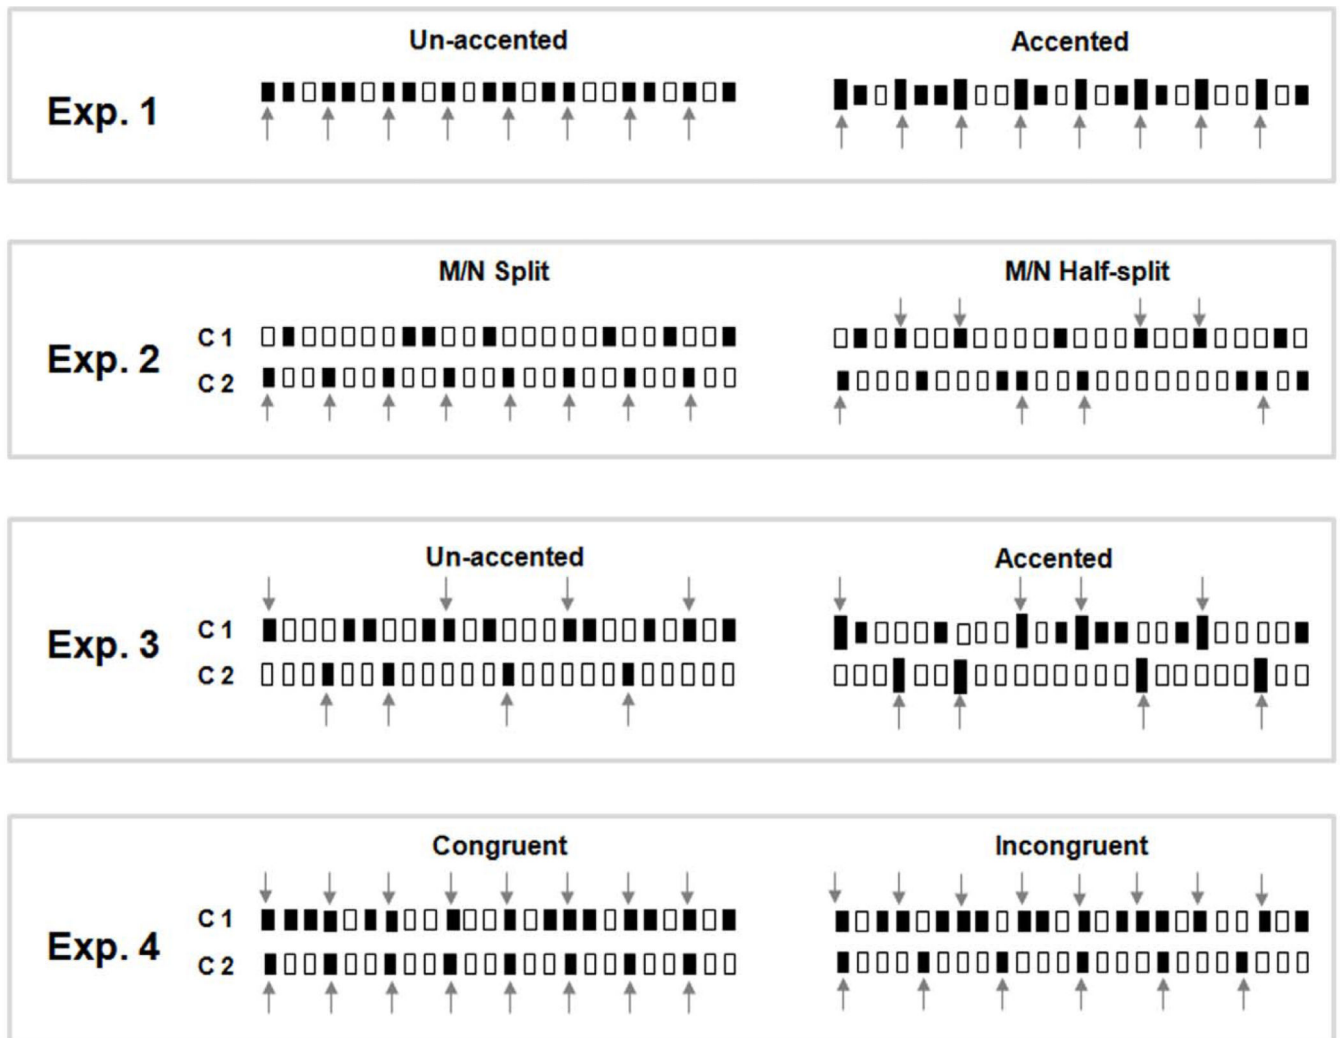 Un-accented Accented
Exp. 1
M/N Split M/N Half-split
C 1
Exp. 2
C 2
Un-accented Accented
C 1
Exp. 3
C 2
Congruent Incongruent
C 1
Exp. 4
C 2